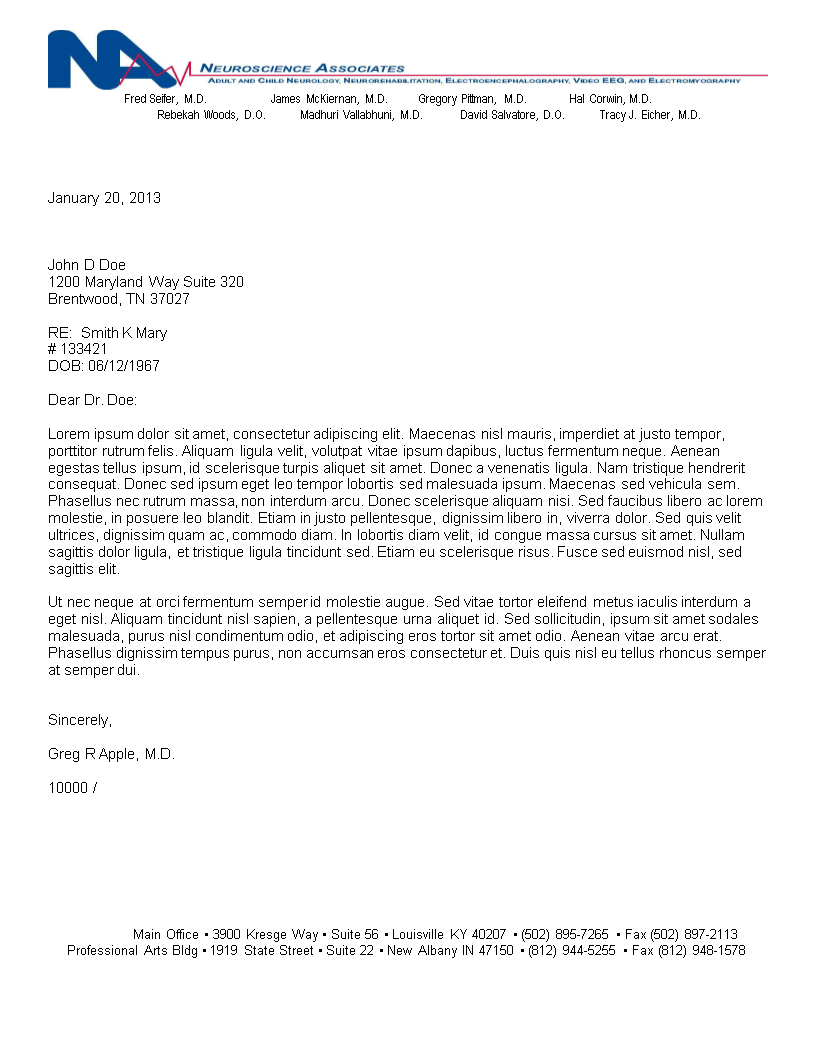 NA
NEUROSCIENCE ASSOCIATES
ADULT AND CHILD NEUROLOGY, NEUROREHABILITATION, ELECTROENCEPHALOGRAPHY, VIDEO EEG, AND ELECTROMYOGRAPHY
Fred Seifer, M.D. James McKiernan, M.D. Gregory Pittman, M.D. Hal Corwin, M.D.
Rebekah Woods, D.O. Madhuri Vallabhuni, M.D. David Salvatore, D.O. Tracy J. Eicher, M.D.
January 20, 2013
John D Doe
1200 Maryland Way Suite 320
Brentwood, TN 37027
RE: Smith K Mary
# 133421
DOB: 06/12/1967
Dear Dr. Doe:
Lorem ipsum dolor sit amet, consectetur adipiscing elit. Maecenas nisl mauris, imperdiet at justo tempor,
porttitor rutrum felis. Aliquam ligula velit, volutpat vitae ipsum dapibus, luctus fermentum neque. Aenean
egestas tellus ipsum, id scelerisque turpis aliquet sit amet. Donec a venenatis ligula. Nam tristique hendrerit
consequat. Donec sed ipsum eget leo tempor lobortis sed malesuada ipsum. Maecenas sed vehicula sem.
Phasellus nec rutrum massa, non interdum arcu. Donec scelerisque aliquam nisi. Sed faucibus libero ac lorem
molestie, in posuere leo blandit. Etiam in justo pellentesque, dignissim libero in, viverra dolor. Sed quis velit
ultrices, dignissim quam ac, commodo diam. In lobortis diam velit, id congue massa cursus sit amet. Nullam
sagittis dolor ligula, et tristique ligula tincidunt sed. Etiam eu scelerisque risus. Fusce sed euismod nisl, sed
sagittis elit.
Ut nec neque at orci fermentum semper id molestie augue. Sed vitae tortor eleifend metus iaculis interdum a
eget nisl. Aliquam tincidunt nisl sapien, a pellentesque urna aliquet id. Sed sollicitudin, ipsum sit amet sodales
malesuada, purus nisl condimentum odio, et adipiscing eros tortor sit amet odio. Aenean vitae arcu erat.
Phasellus dignissim tempus purus, non accumsan eros consectetur et. Duis quis nisl eu tellus rhoncus semper
at semper dui.
Sincerely,
Greg R Apple, M.D.
10000 /
Main Office ▪ 3900 Kresge Way ▪ Suite 56 ▪ Louisville KY 40207 ▪ (502) 895-7265 ▪ Fax (502) 897-2113
Professional Arts Bldg ▪ 1919 State Street ▪ Suite 22 ▪ New Albany IN 47150 ▪ (812) 944-5255 ▪ Fax (812) 948-1578